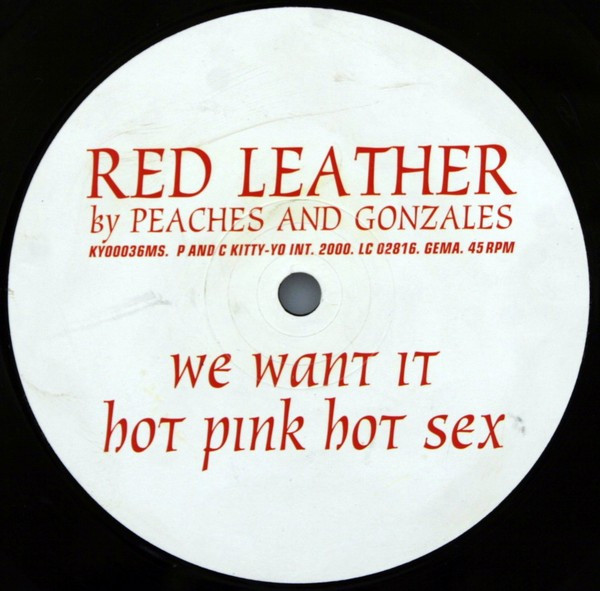 RED LEATHER
by PEACHES AND GONZALES
KY00036MS. P AND C KITTY-YO INT. 2000. LC 02816. GEMA. 45 RPM
we want it
hot pink hot sex